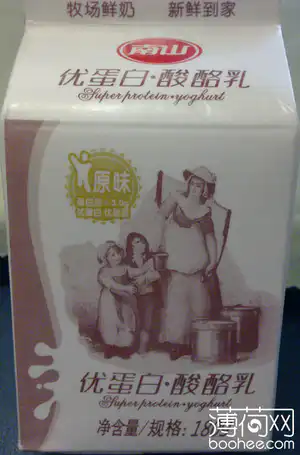 牧场鲜奶 新鲜到家
南山
优蛋白·酸酪乳
Super protein·yoghurt
原味
优蛋白·酸酪乳
Super protein·yoghurt
净含量/规格: 18
薄荷网
boohee.com